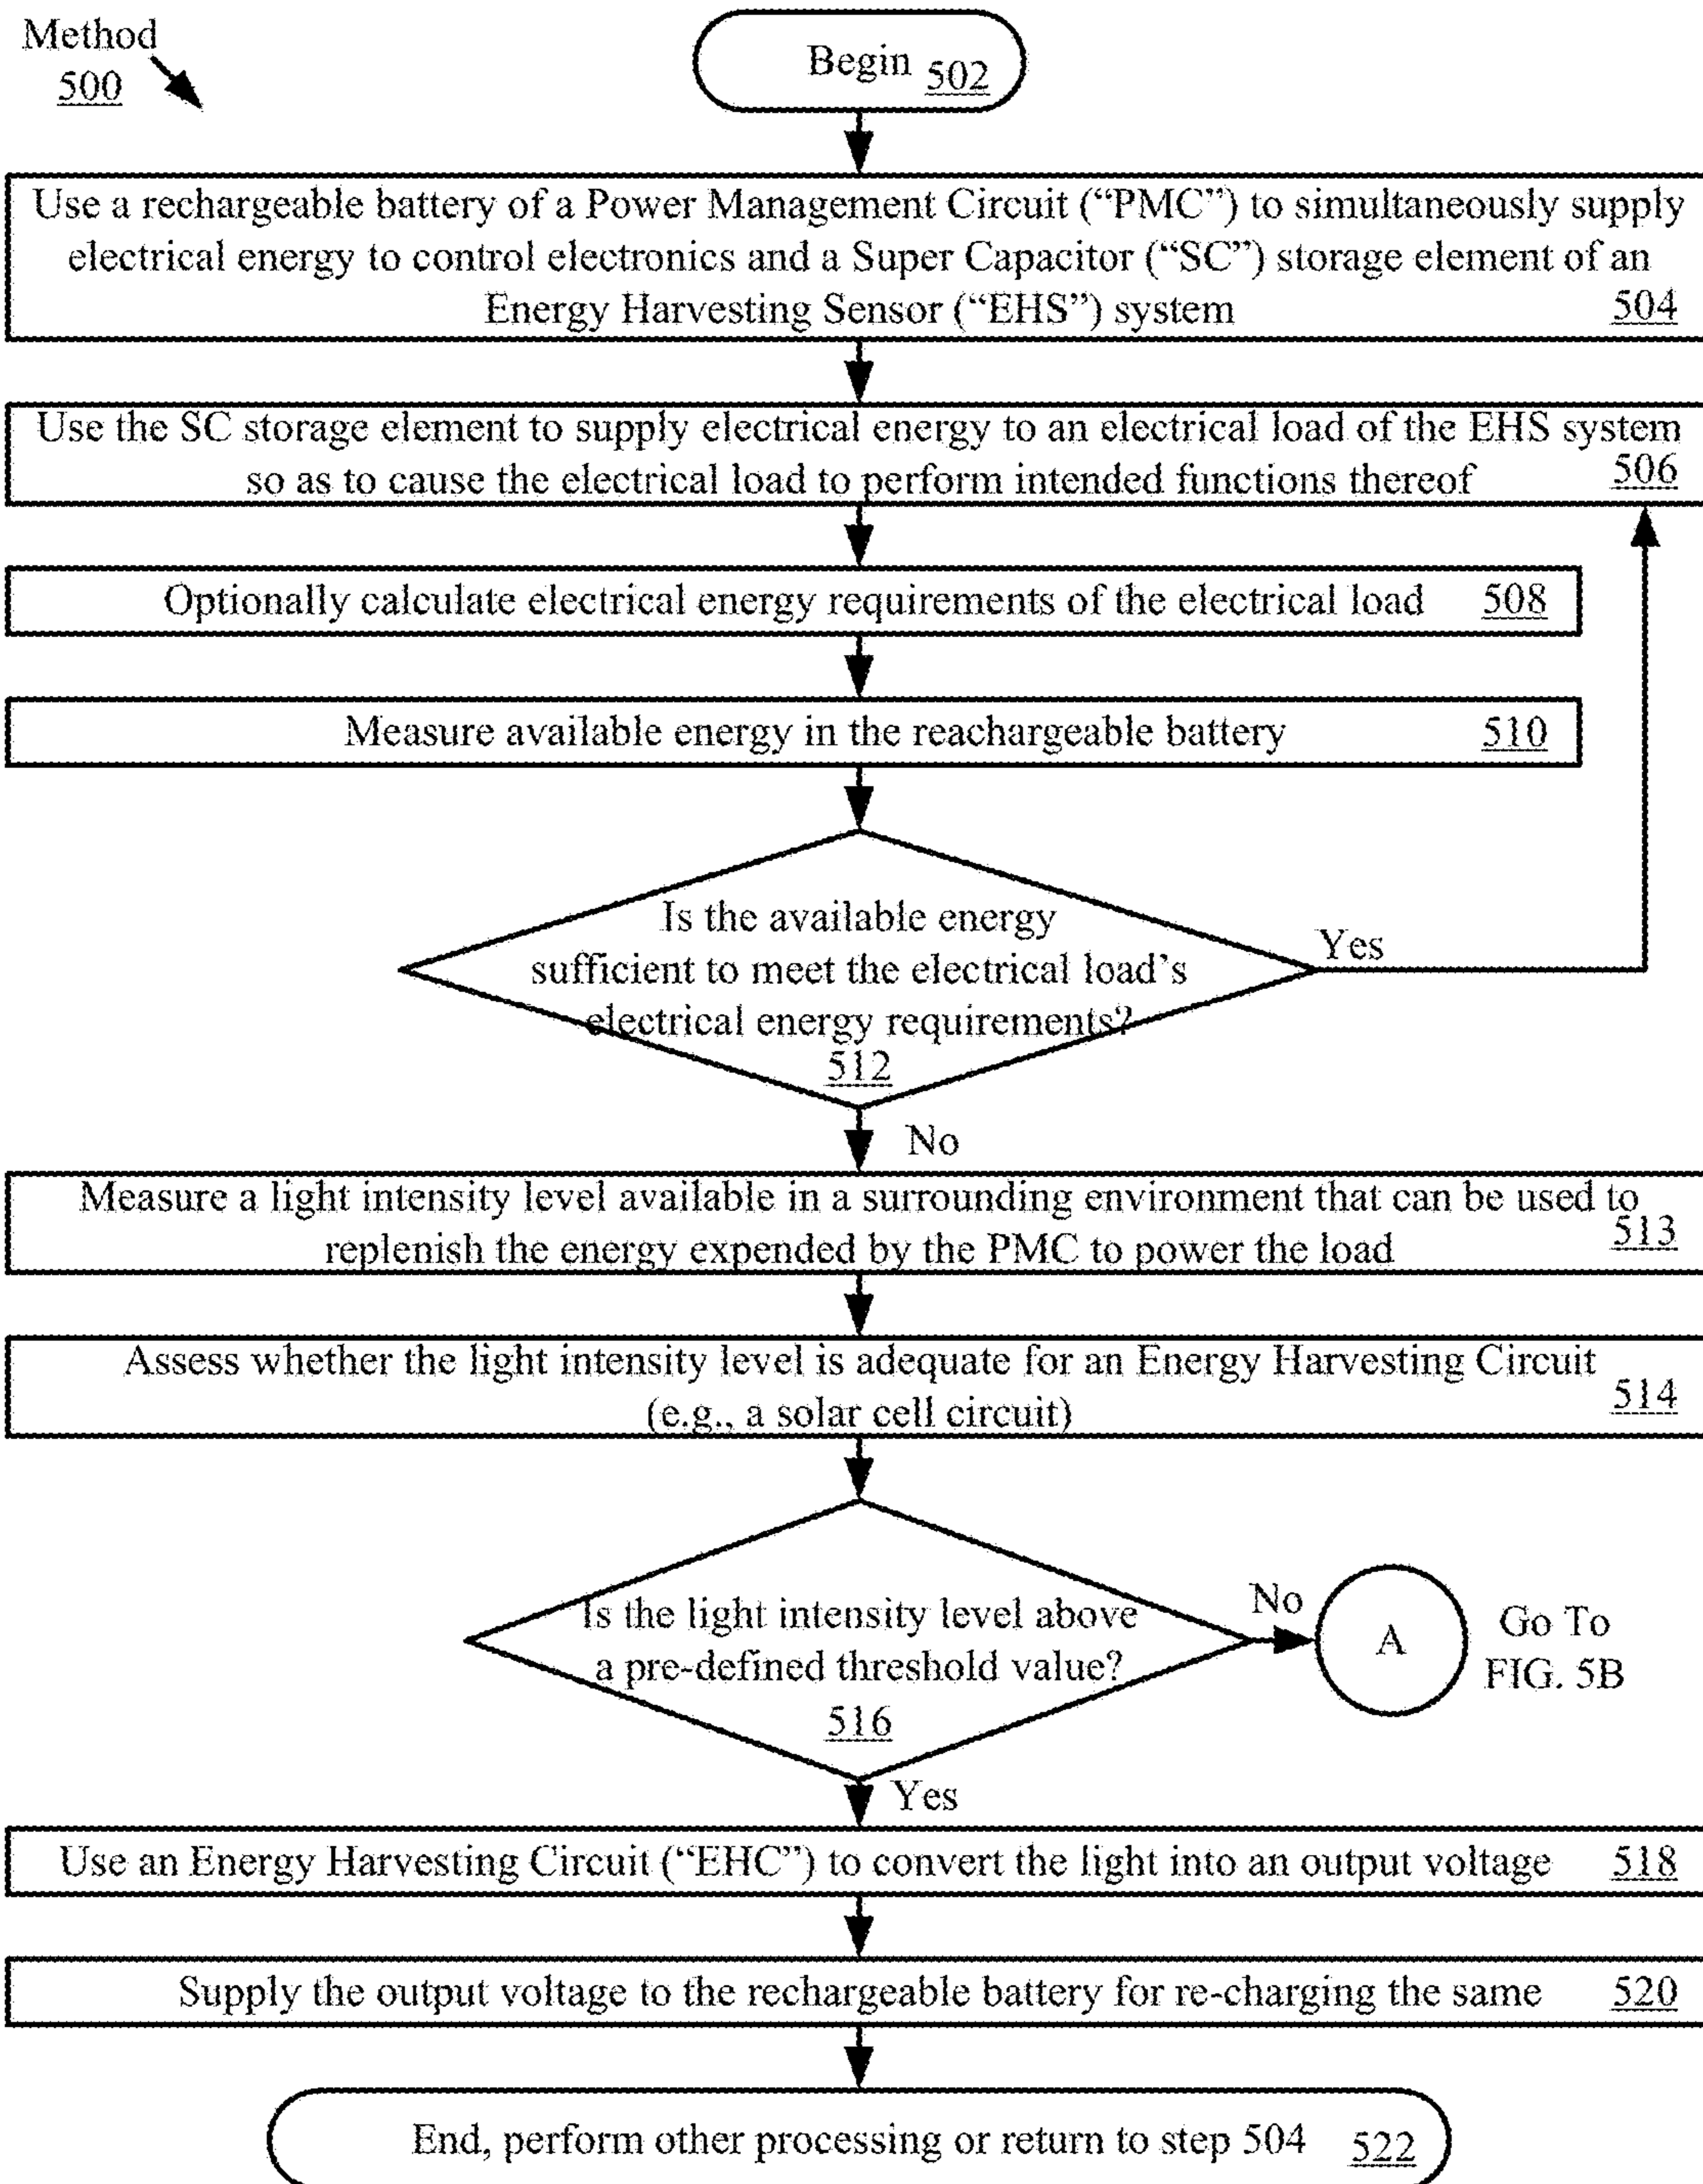 Method
500
Begin 502
Use a rechargeable battery of a Power Management Circuit (“PMC”) to simultaneously supply
electrical energy to control electronics and a Super Capacitor (“SC”) storage element of an
Energy Harvesting Sensor (“EHS”) system 504
Use the SC storage element to supply electrical energy to an electrical load of the EHS system
so as to cause the electrical load to perform intended functions thereof 506
Optionally calculate electrical energy requirements of the electrical load 508
Measure available energy in the reachargeable battery 510
Is the available energy
sufficient to meet the electrical load’s
electrical energy requirements?
512
Yes
No
Measure a light intensity level available in a surrounding environment that can be used to
replenish the energy expended by the PMC to power the load 513
Assess whether the light intensity level is adequate for an Energy Harvesting Circuit
(e.g., a solar cell circuit) 514
Is the light intensity level above
a pre-defined threshold value?
516
No
A
Go To
FIG. 5B
Yes
Use an Energy Harvesting Circuit (“EHC”) to convert the light into an output voltage 518
Supply the output voltage to the rechargeable battery for re-charging the same 520
End, perform other processing or return to step 504 522